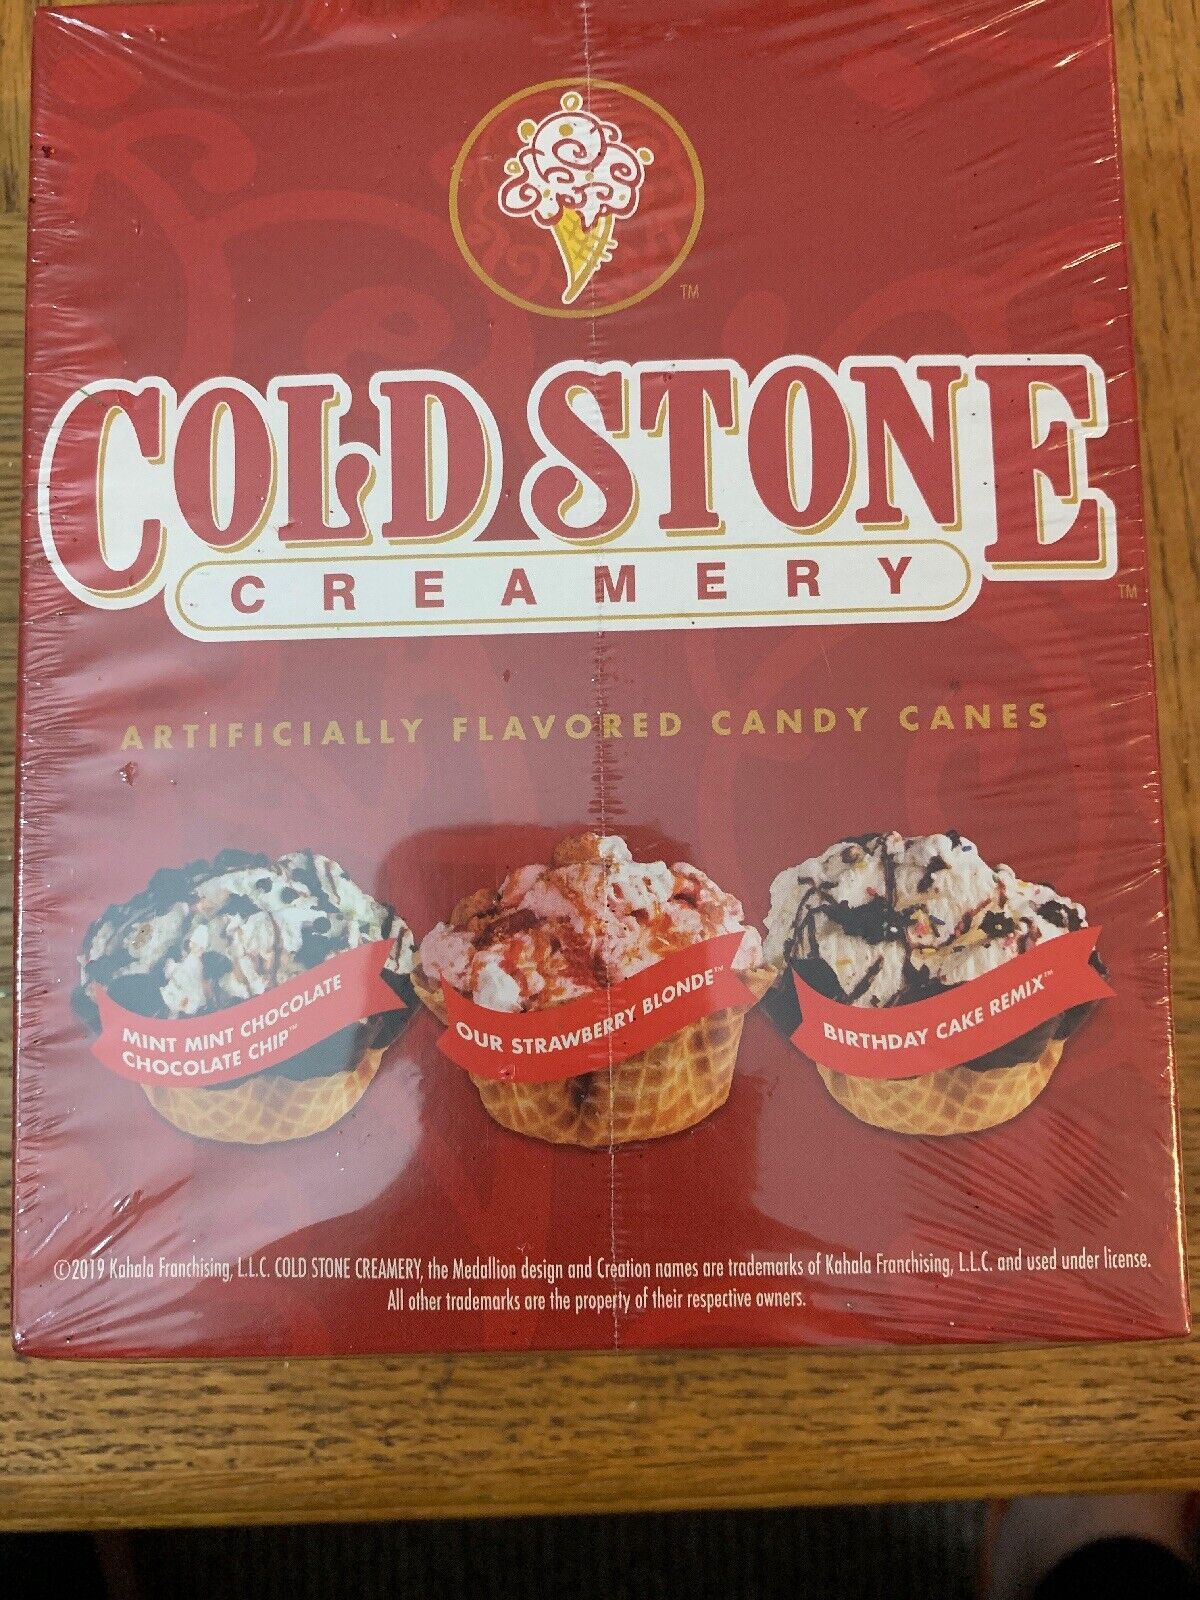 TM
COLD STONE
CREAMERY
TM
ARTIFICIALLY FLAVORED CANDY CANES
MINT MINT CHOCOLATE
CHOCOLATE CHIP™
OUR STRAWBERRY BLONDE™
BIRTHDAY CAKE REMIX™
©2019 Kahala Franchising, L.L.C. COLD STONE CREAMERY, the Medallion design and Creation names are trademarks of Kahala Franchising, L.L.C. and used under license.
All other trademarks are the property of their respective owners.